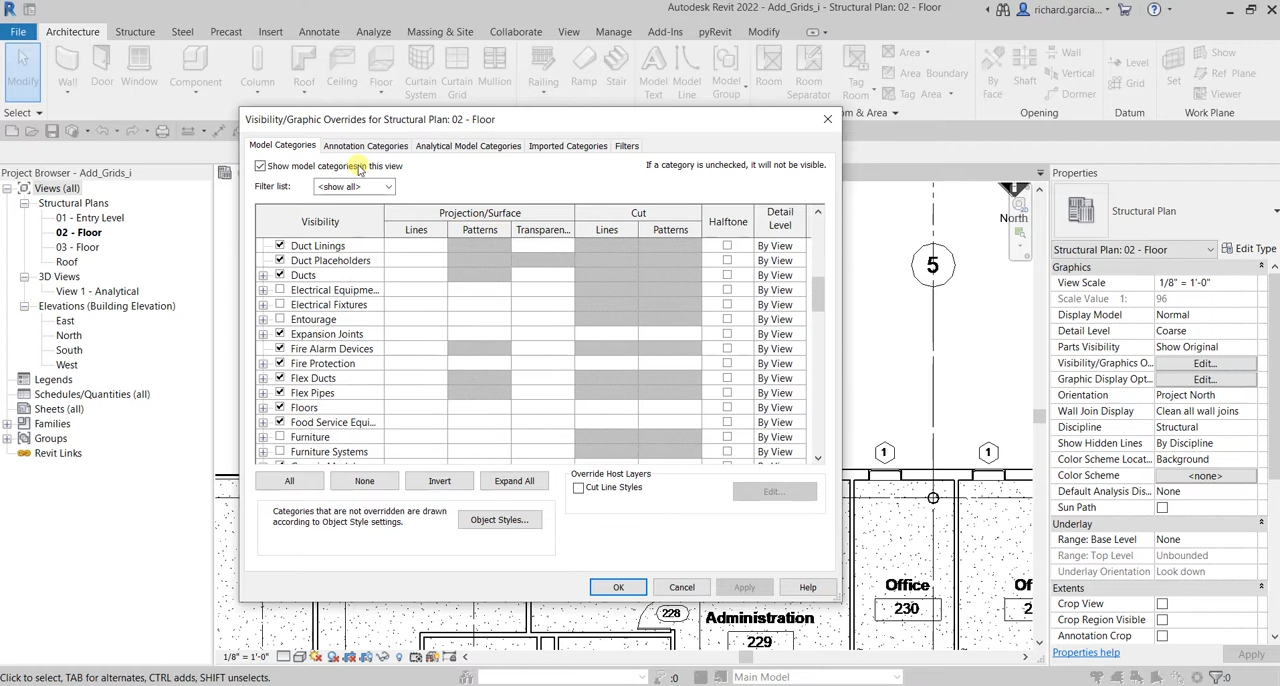 Autodesk Revit 2022 - Add_Grids_i - Structural Plan: 02 - Floor
richard.garcia...
File Architecture Structure Steel Precast Insert Annotate Analyze Massing & Site Collaborate View Manage Add-Ins pyRevit Modify
Modify Wall Door Window Component Column Roof Ceiling Floor Curtain System Curtain Grid Mullion Railing Ramp Stair Model Text Model Line Model Group Room Room Separator Tag Room Area Area Boundary Tag Area By Face Shaft Wall Vertical Dormer Level Grid Set Show Ref Plane Viewer
Select Opening Datum Work Plane
m & Area
Project Browser - Add_Grids_i
Views (all)
Structural Plans
01 - Entry Level
02 - Floor
03 - Floor
Roof
3D Views
View 1 - Analytical
Elevations (Building Elevation)
East
North
South
West
Legends
Schedules/Quantities (all)
Sheets (all)
Families
Groups
Revit Links
Visibility/Graphic Overrides for Structural Plan: 02 - Floor
Model Categories Annotation Categories Analytical Model Categories Imported Categories Filters
Show model categories in this view
If a category is unchecked, it will not be visible.
Filter list: <show all>
Visibility Projection/Surface Cut Halftone Detail Level
Lines Patterns Transparen... Lines Patterns
Duct Linings By View
Duct Placeholders By View
Ducts By View
Electrical Equipme... By View
Electrical Fixtures By View
Entourage By View
Expansion Joints By View
Fire Alarm Devices By View
Fire Protection By View
Flex Ducts By View
Flex Pipes By View
Floors By View
Food Service Equi... By View
Furniture By View
Furniture Systems By View
All None Invert Expand All
Override Host Layers
Cut Line Styles Edit...
Categories that are not overridden are drawn
according to Object Style settings.
Object Styles...
OK Cancel Apply Help
North
5
1 1
Office
230
228
Administration
229
Of
2
Properties
Structural Plan
Structural Plan: 02 - Floor Edit Type
Graphics
View Scale 1/8" = 1'-0"
Scale Value 1: 96
Display Model Normal
Detail Level Coarse
Parts Visibility Show Original
Visibility/Graphics O... Edit...
Graphic Display Opt... Edit...
Orientation Project North
Wall Join Display Clean all wall joins
Discipline Structural
Show Hidden Lines By Discipline
Color Scheme Locat... Background
Color Scheme <none>
Default Analysis Dis... None
Sun Path
Underlay
Range: Base Level None
Range: Top Level Unbounded
Underlay Orientation Look down
Extents
Crop View
Crop Region Visible
Annotation Crop
Properties help Apply
1/8" = 1'-0"
Click to select, TAB for alternates, CTRL adds, SHIFT unselects.
:0 Main Model :0